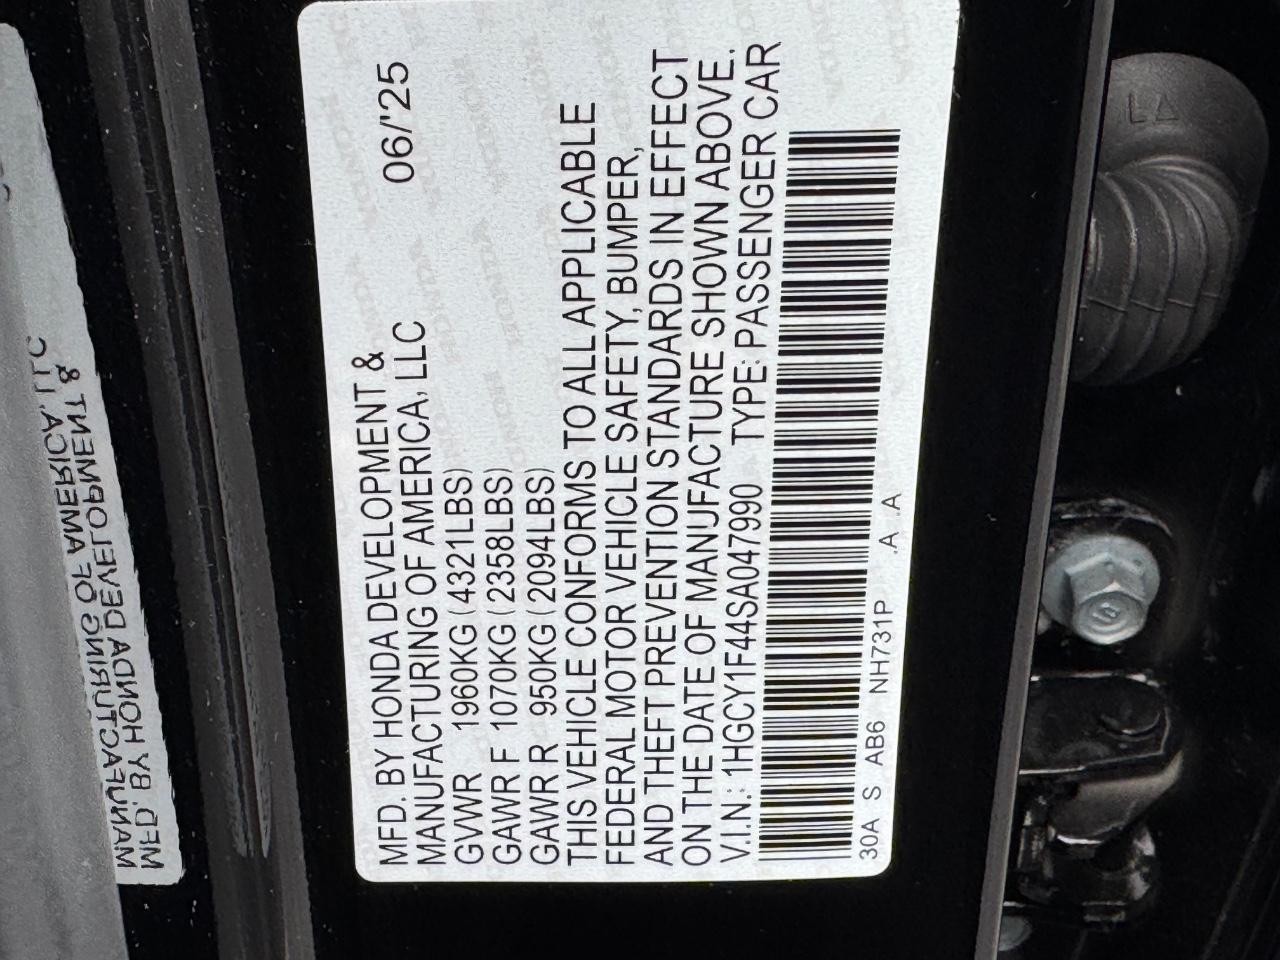 MFD. BY HONDA DEVELOPMENT &
MANUFACTURING OF AMERICA, LLC 06/'25
GVWR 1960KG (4321LBS)
GAWR F 1070KG (2358LBS)
GAWR R 950KG (2094LBS)
THIS VEHICLE CONFORMS TO ALL APPLICABLE
FEDERAL MOTOR VEHICLE SAFETY, BUMPER,
AND THEFT PREVENTION STANDARDS IN EFFECT
ON THE DATE OF MANUFACTURE SHOWN ABOVE.
V.I.N.: 1HGCY1F44SA047990 TYPE: PASSENGER CAR
30A S AB6 NH731P .A .A
MFD. BY HONDA DEVELOPMENT &
MANUFACTURING OF AMERICA, LLC